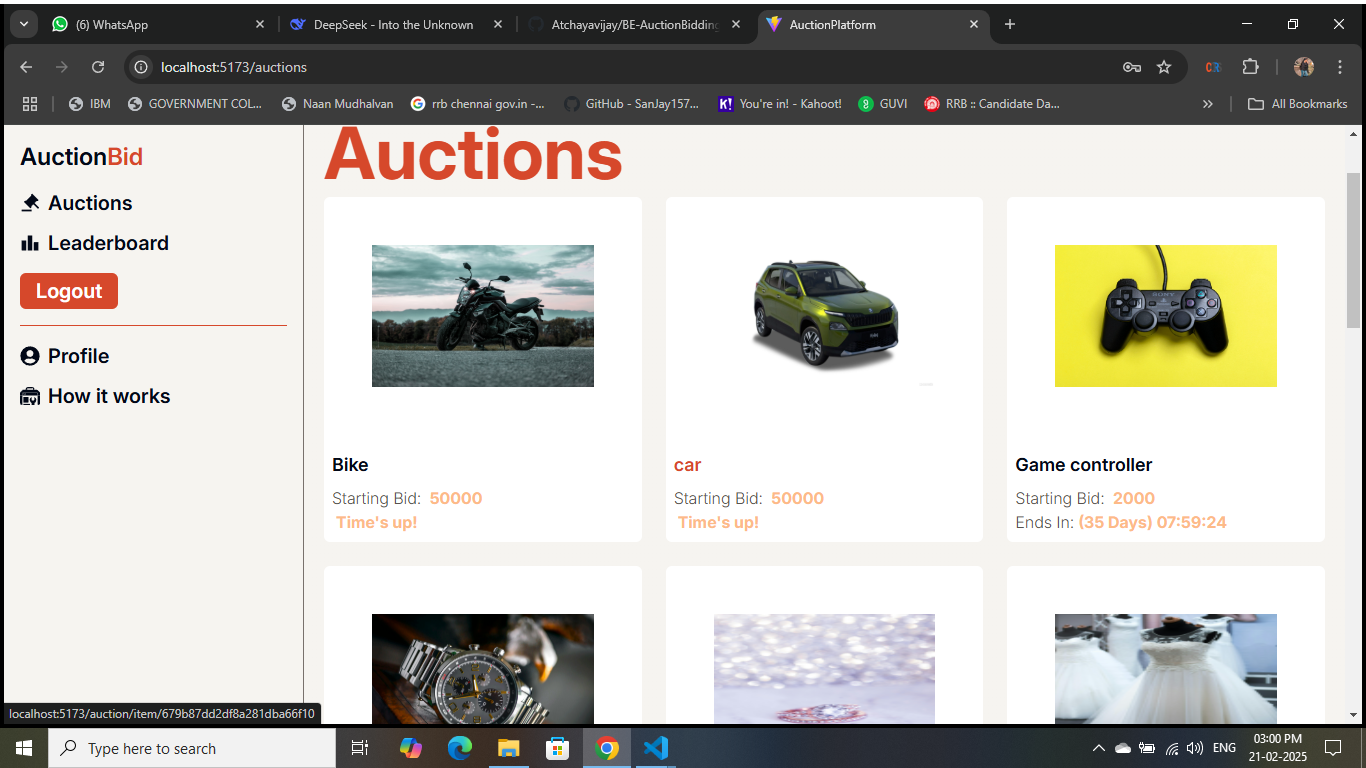 (6) WhatsApp
DeepSeek - Into the Unknown
Atchayavijay/BE-AuctionBidding
AuctionPlatform
localhost:5173/auctions
IBM
GOVERNMENT COL...
Naan Mudhalvan
rrb chennai gov.in -...
GitHub - SanJay157...
K! You're in! - Kahoot!
GUVI
RRB :: Candidate Da...
All Bookmarks
AuctionBid
Auctions
Leaderboard
Logout
Profile
How it works
Auctions
Bike
Starting Bid: 50000
Time's up!
car
Starting Bid: 50000
Time's up!
SONY
Game controller
Starting Bid: 2000
Ends In: (35 Days) 07:59:24
localhost:5173/auction/item/679b87dd2df8a281dba66f10
Type here to search
ENG
03:00 PM
21-02-2025